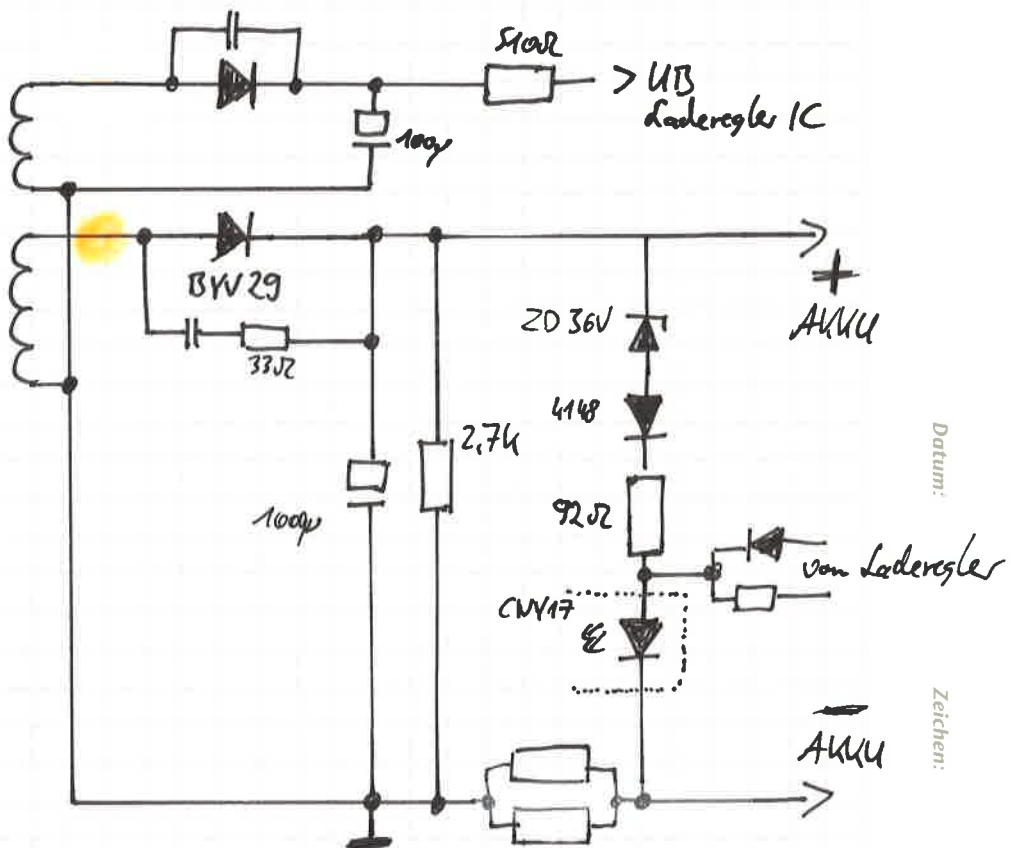 510Ω
> UB
Laderegler IC
100µ
BYV 29
33Ω
ZD 36V
4148
92Ω
2,7k
100µ
+
AKKU
von Laderegler
CNY17
-
AKKU
Datum:
Zeichen: